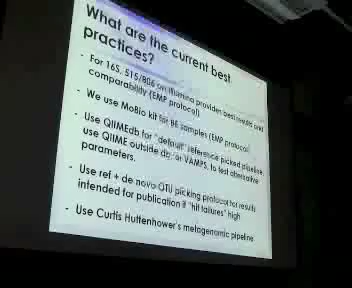 What are the current best
practices?
- For 16S, 515/806 on Illumina provides best results and
comparability (EMP protocol)
- We use MoBio kit for BE samples (EMP protocol
- Use QIIMEdb for "default" reference picked pipeline,
use QIIME outside db, or VAMPS, to test alternative
parameters.
- Use ref + de novo OTU picking protocol for results
intended for publication if "hit failures" high
- Use Curtis Huttenhower's metagenomic pipeline